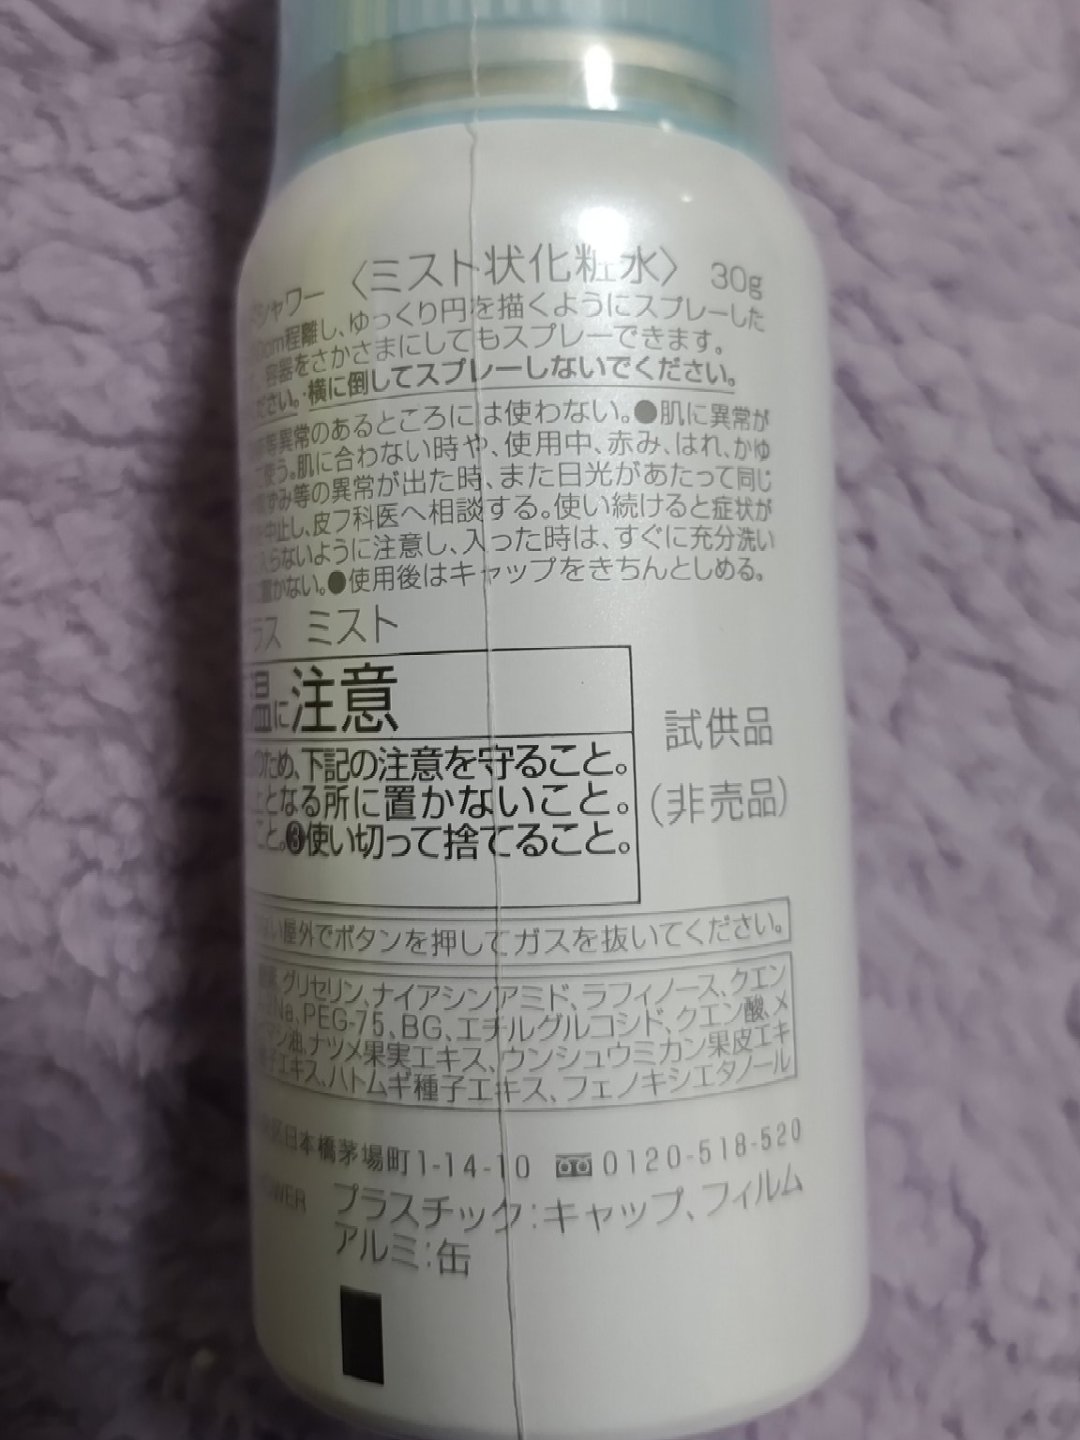 シャワー 〈ミスト状化粧水〉 30g
cm程離し、ゆっくり円を描くようにスプレーした
容器をさかさまにしてもスプレーできます。
ださい。・横に倒してスプレーしないでください。
等異常のあるところには使わない。●肌に異常が
使う。肌に合わない時や、使用中、赤み、はれ、かゆ
ずみ等の異常が出た時、また日光があたって同じ
中止し、皮フ科医へ相談する。使い続けると症状が
らないように注意し、入った時は、すぐに充分洗い
かない。●使用後はキャップをきちんとしめる。
ラス ミスト
に注意
のため、下記の注意を守ること。
となる所に置かないこと。
こと。❸使い切って捨てること。
試供品
(非売品)
い屋外でボタンを押してガスを抜いてください。
グリセリン、ナイアシンアミド、ラフィノース、クエン
Na、PEG-75、BG、エチルグルコシド、クエン酸、メ
油、ナツメ果実エキス、ウンシュウミカン果皮エキ
子エキス、ハトムギ種子エキス、フェノキシエタノール
区日本橋茅場町1-14-10 0120-518-520
プラスチック:キャップ、フィルム
アルミ:缶